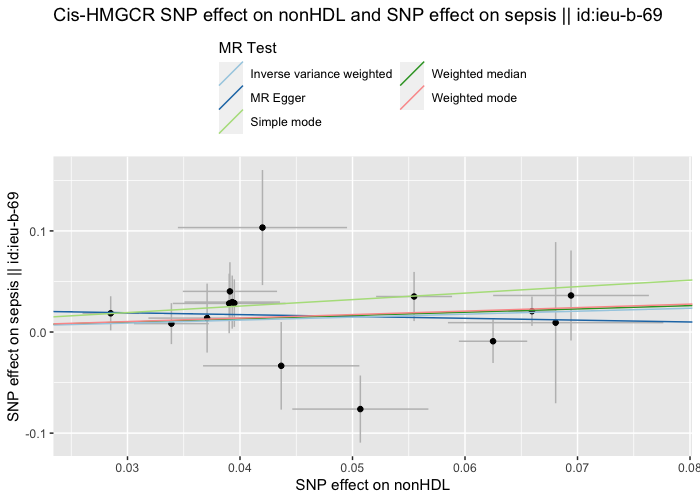 Cis-HMGCR SNP effect on nonHDL and SNP effect on sepsis || id:ieu-b-69
MR Test
Inverse variance weighted
Weighted median
MR Egger
Weighted mode
Simple mode
SNP effect on sepsis || id:ieu-b-69
0.1
0.0
-0.1
0.03 0.04 0.05 0.06 0.07 0.08
SNP effect on nonHDL